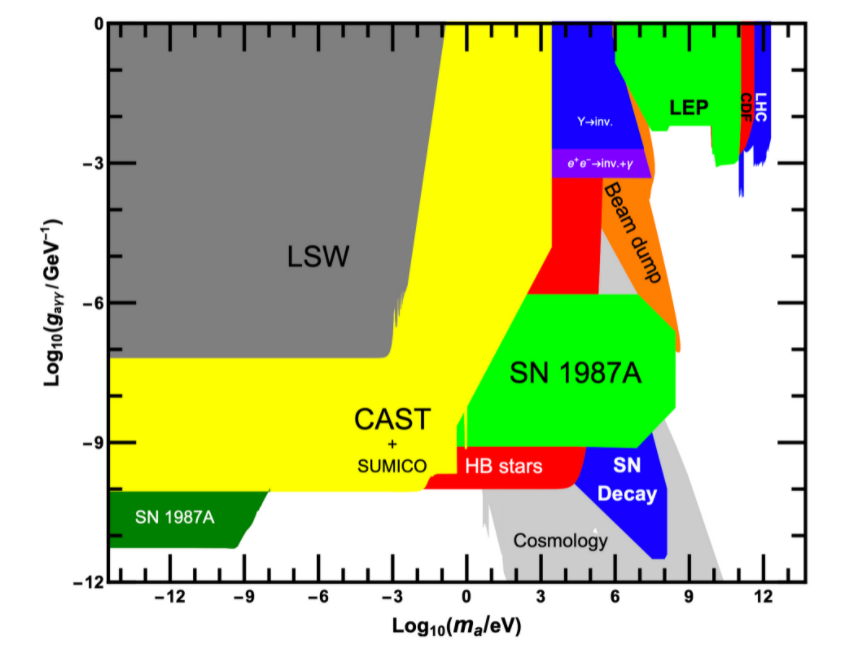 0
−3
−6
−9
−12
Log₁₀(gₐγγ / GeV⁻¹)
LSW
CAST
+
SUMICO
SN 1987A
Υ→inv.
e⁺e⁻→inv.+γ
LEP
CDF
LHC
Beam dump
SN 1987A
HB stars
SN
Decay
Cosmology
−12 −9 −6 −3 0 3 6 9 12
Log₁₀(mₐ/eV)